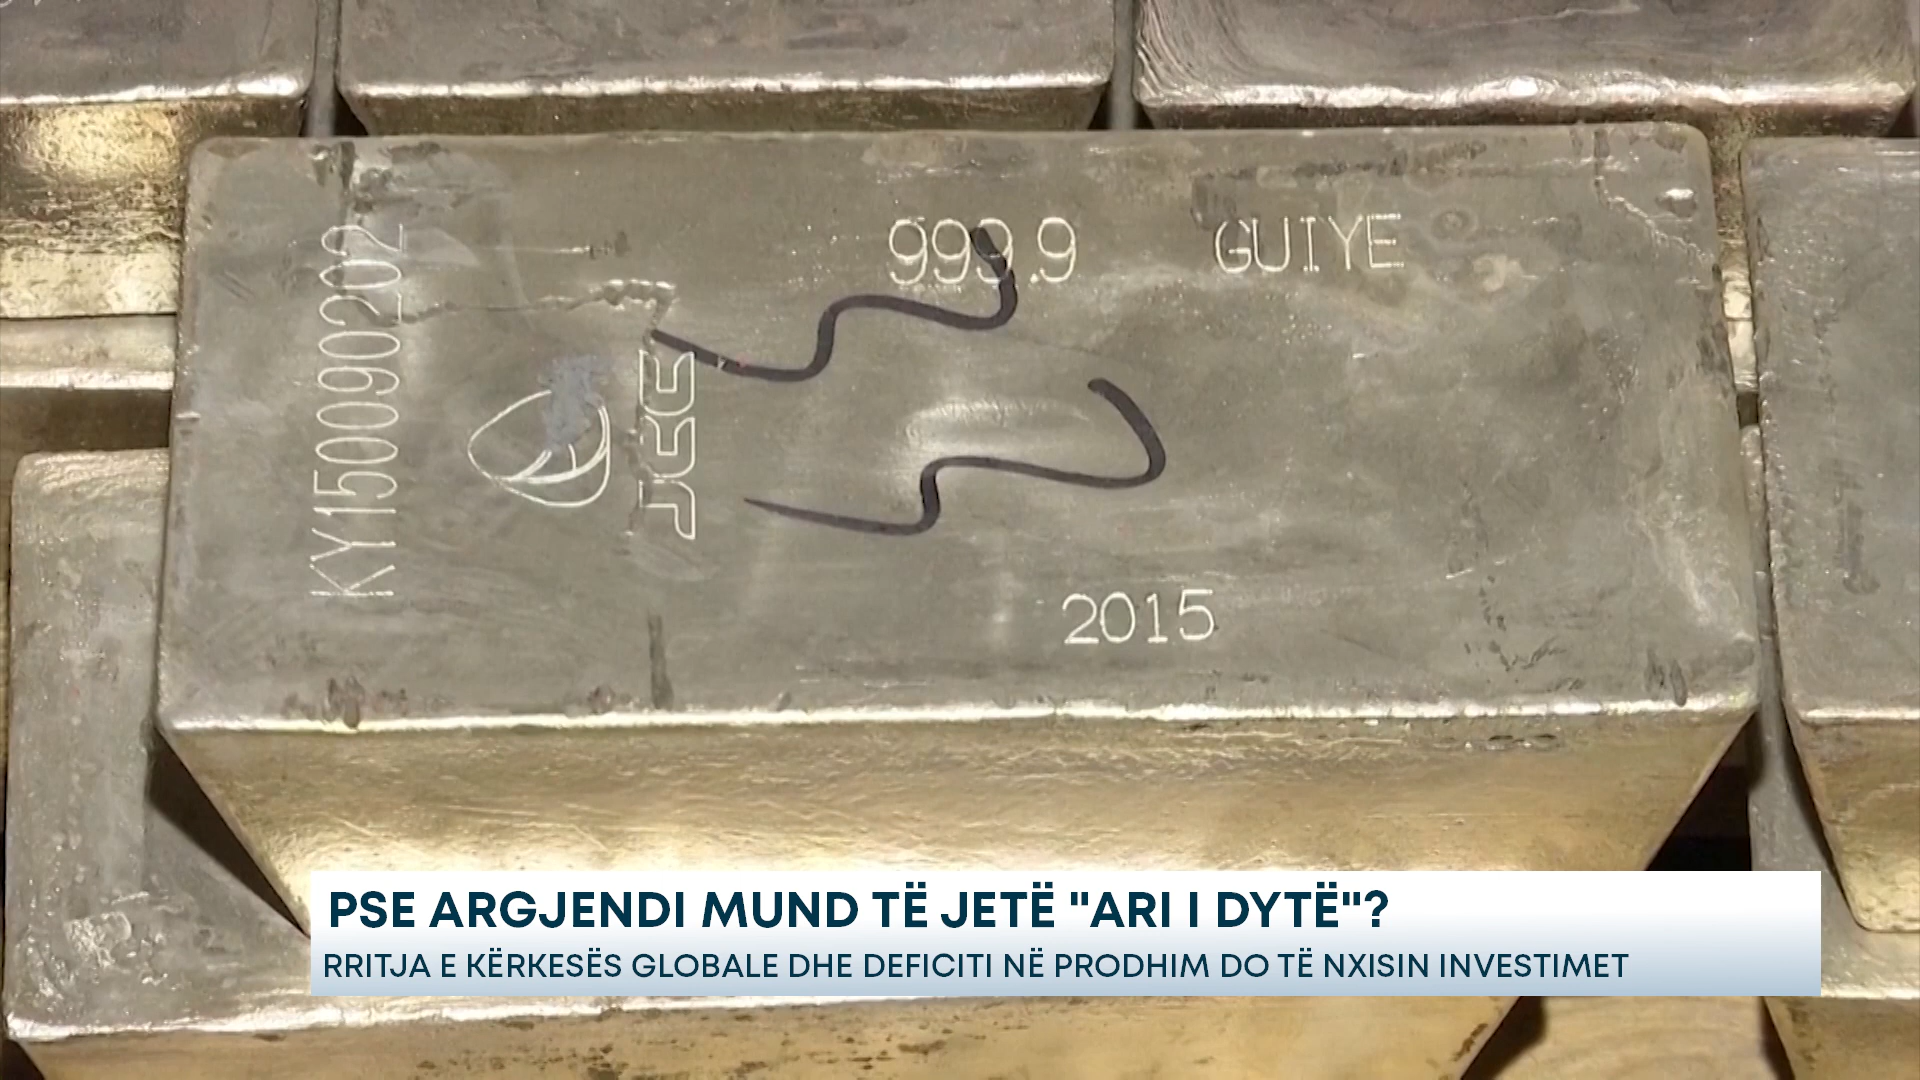 999.9 GUIYE
KY150090202
JCC
2015
PSE ARGJENDI MUND TË JETË "ARI I DYTË"?
RRITJA E KËRKESËS GLOBALE DHE DEFICITI NË PRODHIM DO TË NXISIN INVESTIMET